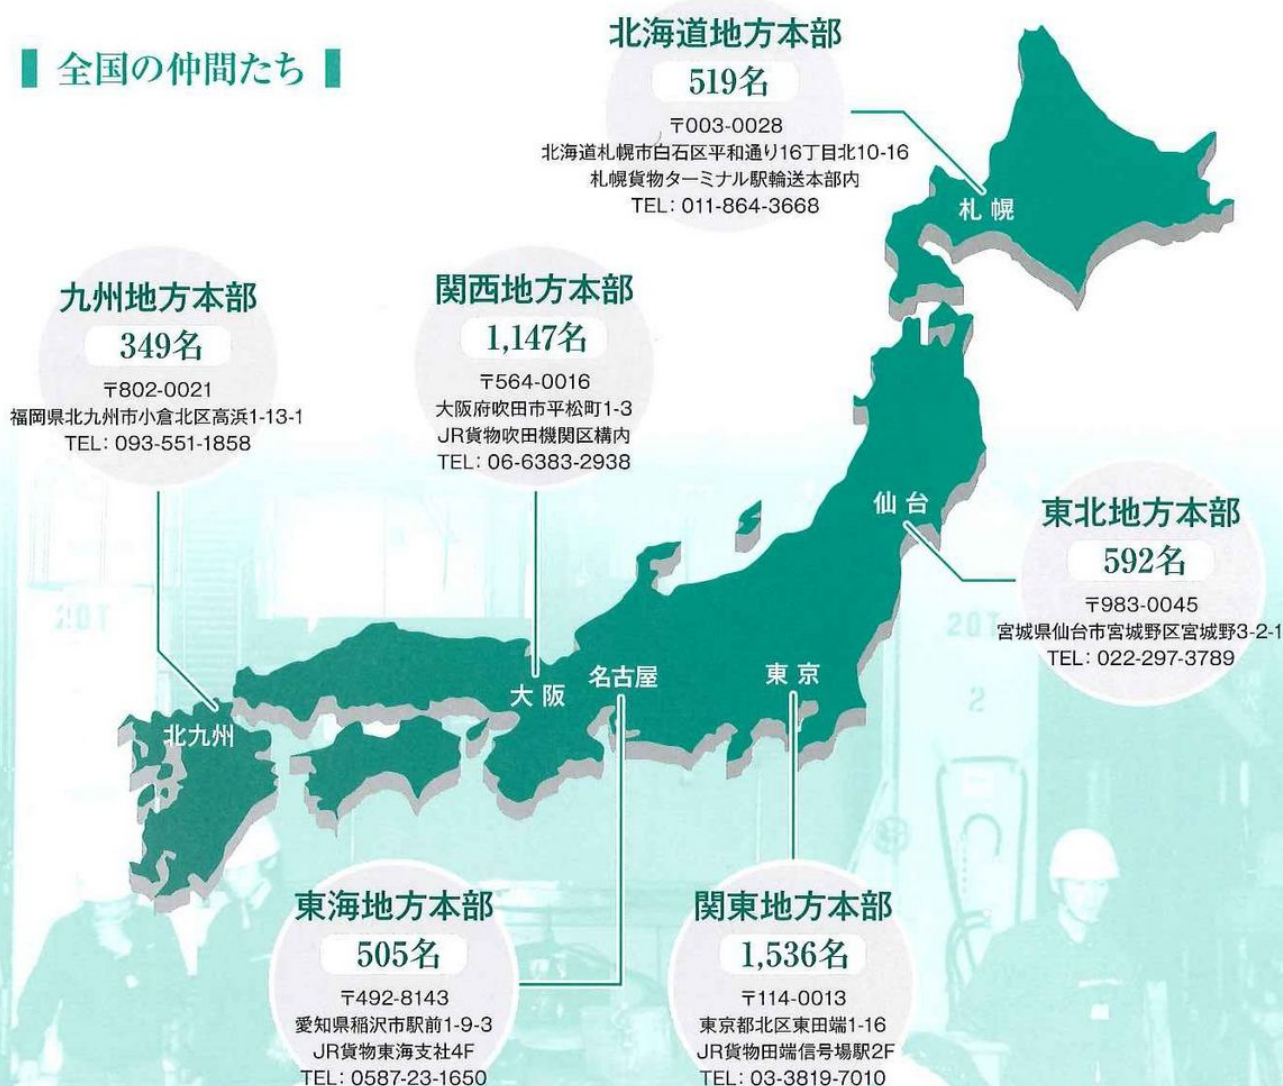 全国の仲間たち
北海道地方本部
519名
〒003-0028
北海道札幌市白石区平和通り16丁目北10-16
札幌貨物ターミナル駅輸送本部内
TEL: 011-864-3668
札幌
九州地方本部
349名
〒802-0021
福岡県北九州市小倉北区高浜1-13-1
TEL: 093-551-1858
関西地方本部
1,147名
〒564-0016
大阪府吹田市平松町1-3
JR貨物吹田機関区構内
TEL: 06-6383-2938
仙台
東北地方本部
592名
〒983-0045
宮城県仙台市宮城野区宮城野3-2-1
TEL: 022-297-3789
20T
20T
2
大阪
名古屋
東京
北九州
東海地方本部
505名
〒492-8143
愛知県稲沢市駅前1-9-3
JR貨物東海支社4F
TEL: 0587-23-1650
関東地方本部
1,536名
〒114-0013
東京都北区東田端1-16
JR貨物田端信号場駅2F
TEL: 03-3819-7010